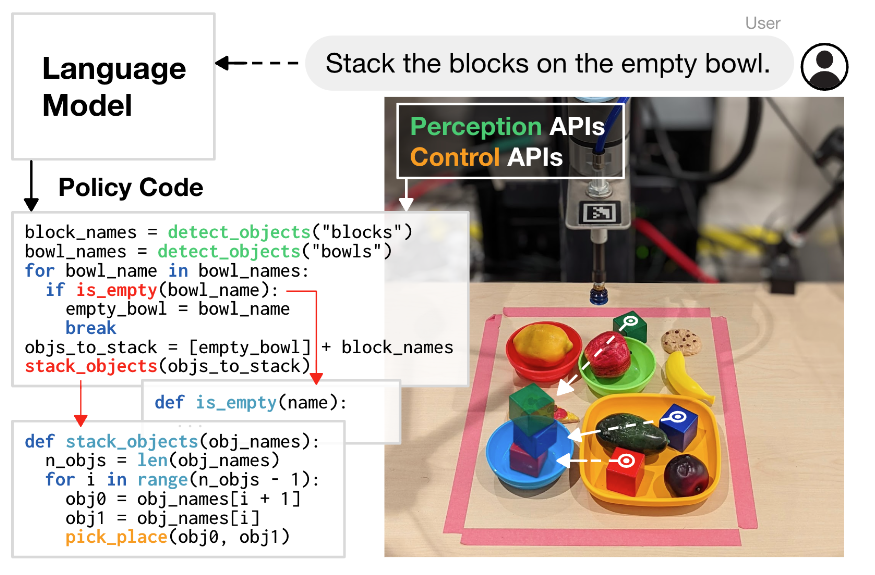 User
Stack the blocks on the empty bowl.
Language
Model
Perception APIs
Control APIs
Policy Code
block_names = detect_objects("blocks")
bowl_names = detect_objects("bowls")
for bowl_name in bowl_names:
  if is_empty(bowl_name):
    empty_bowl = bowl_name
    break
objs_to_stack = [empty_bowl] + block_names
stack_objects(objs_to_stack)
def is_empty(name):
...
def stack_objects(obj_names):
  n_objs = len(obj_names)
  for i in range(n_objs - 1):
    obj0 = obj_names[i + 1]
    obj1 = obj_names[i]
    pick_place(obj0, obj1)